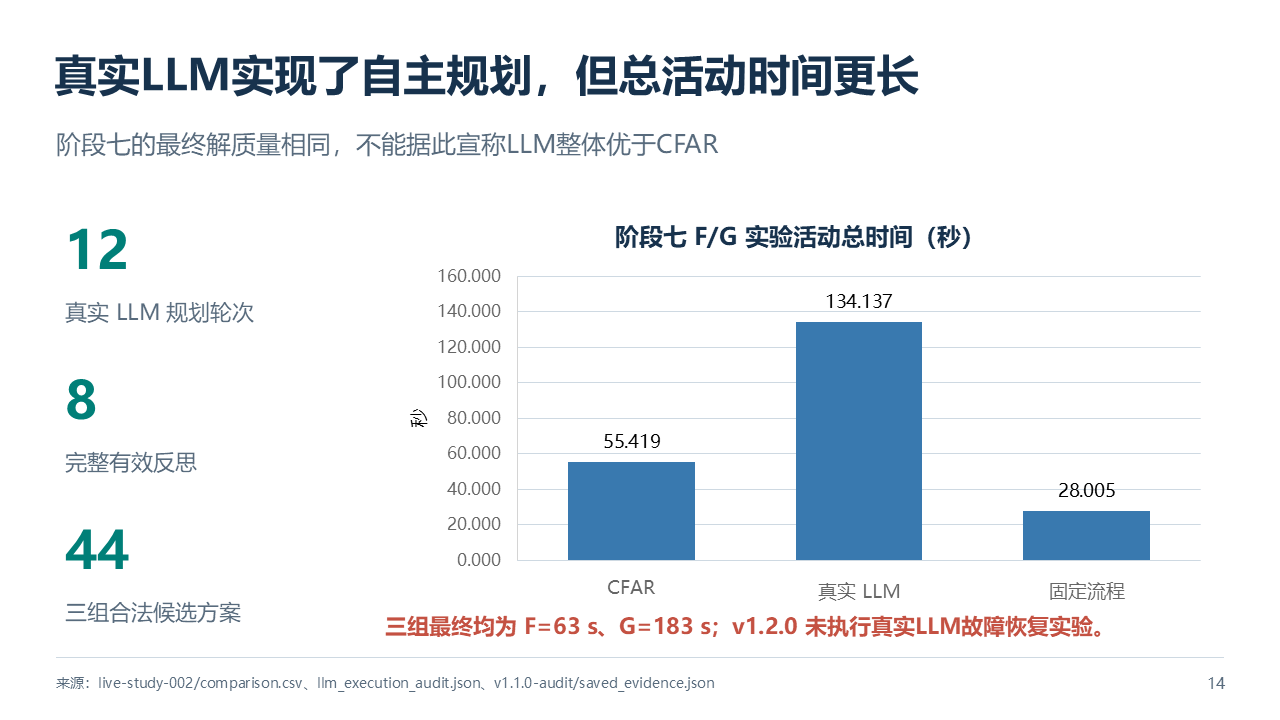 真实LLM实现了自主规划，但总活动时间更长
阶段七的最终解质量相同，不能据此宣称LLM整体优于CFAR
12
真实 LLM 规划轮次
8
完整有效反思
44
三组合法候选方案
阶段七 F/G 实验活动总时间（秒）
秒
160.000
140.000
120.000
100.000
80.000
60.000
40.000
20.000
0.000
55.419
134.137
28.005
CFAR
真实 LLM
固定流程
三组最终均为 F=63 s、G=183 s；v1.2.0 未执行真实LLM故障恢复实验。
来源：live-study-002/comparison.csv、llm_execution_audit.json、v1.1.0-audit/saved_evidence.json
14